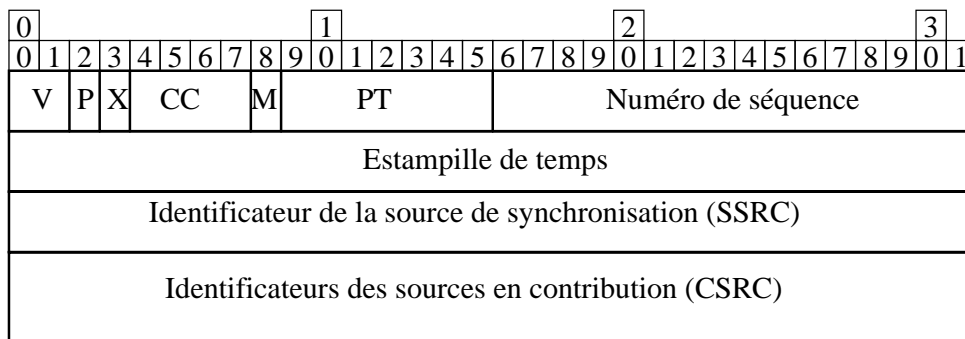 0 1 2 3
0 1 2 3 4 5 6 7 8 9 0 1 2 3 4 5 6 7 8 9 0 1 2 3 4 5 6 7 8 9 0 1
V P X CC M PT Numéro de séquence
Estampille de temps
Identificateur de la source de synchronisation (SSRC)
Identificateurs des sources en contribution (CSRC)